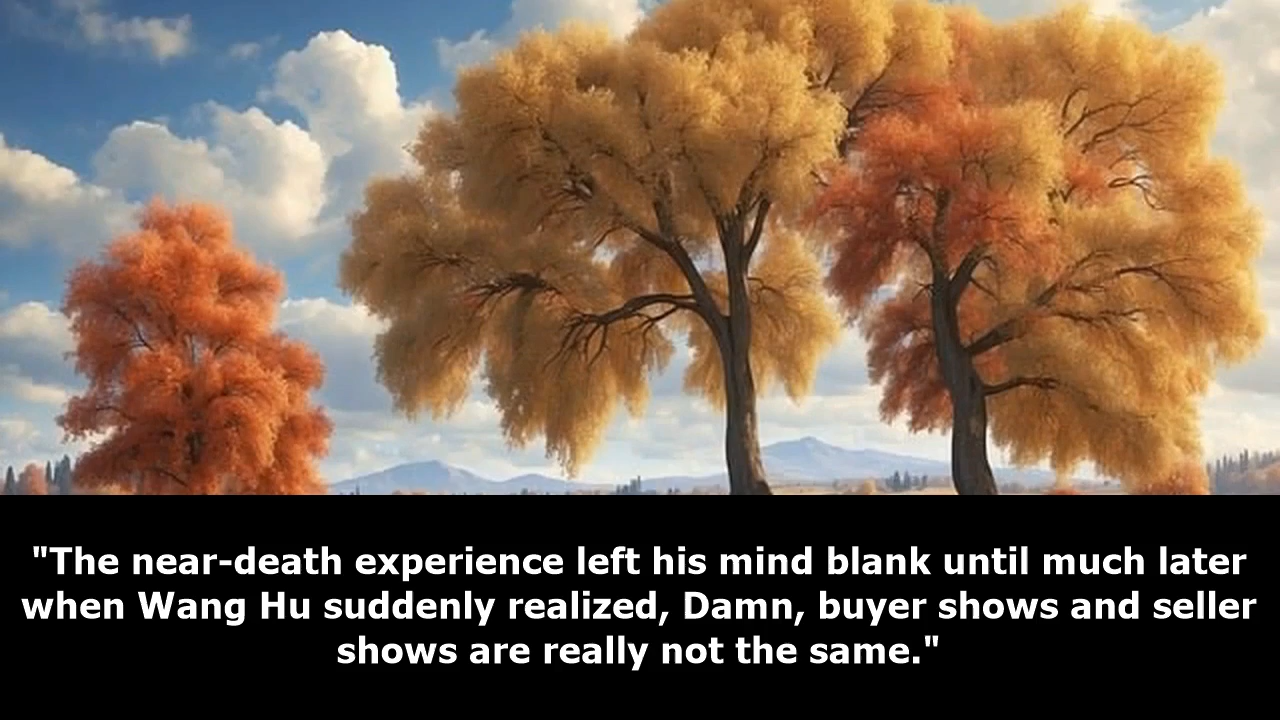 "The near-death experience left his mind blank until much later
when Wang Hu suddenly realized, Damn, buyer shows and seller
shows are really not the same."